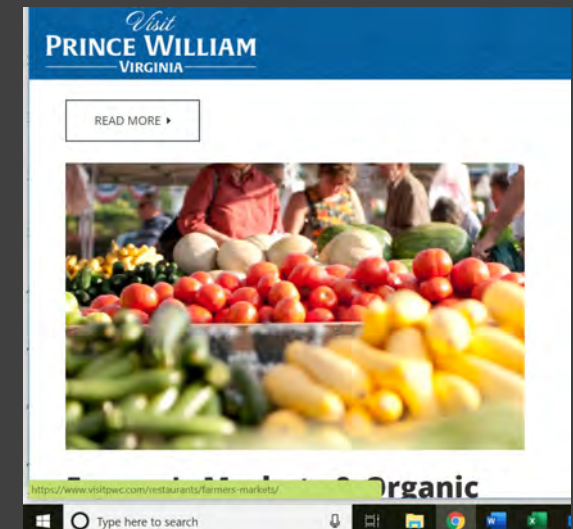 Visit
PRINCE WILLIAM
VIRGINIA
READ MORE
Organic
https://www.visitpwc.com/restaurants/farmers-markets/
Type here to search